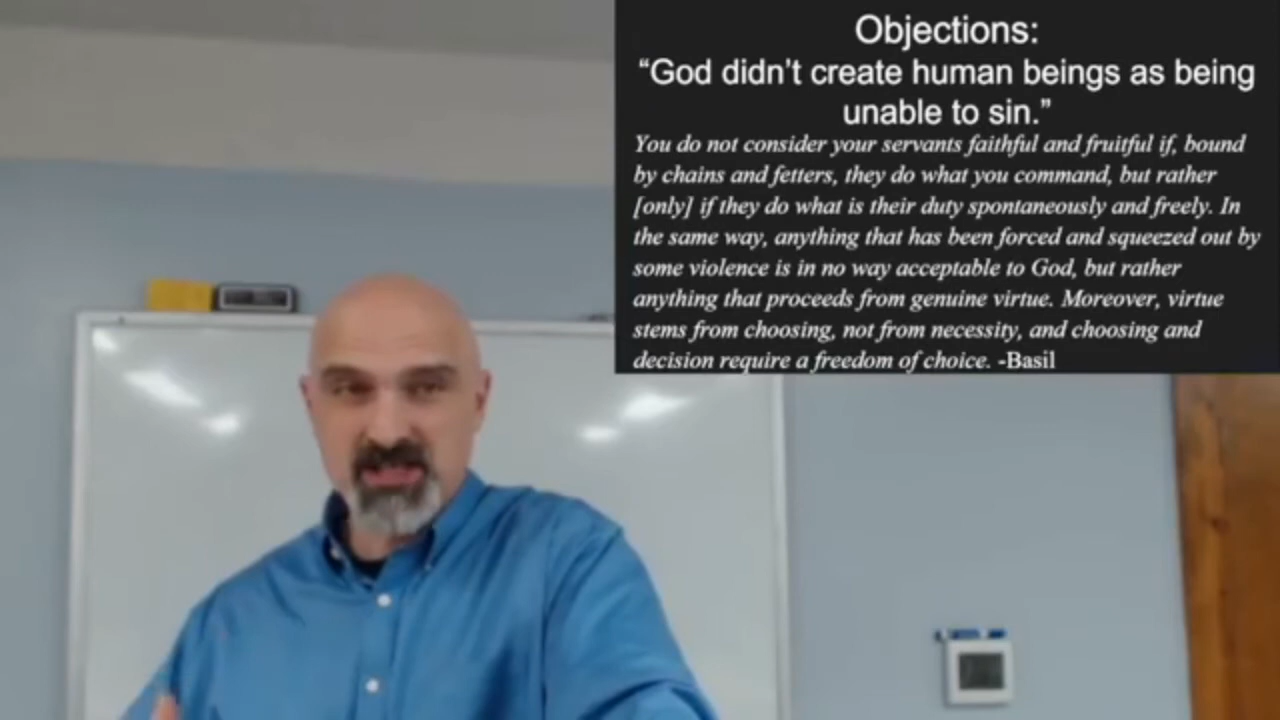 Objections:
“God didn’t create human beings as being
unable to sin.”
You do not consider your servants faithful and fruitful if, bound
by chains and fetters, they do what you command, but rather
[only] if they do what is their duty spontaneously and freely. In
the same way, anything that has been forced and squeezed out by
some violence is in no way acceptable to God, but rather
anything that proceeds from genuine virtue. Moreover, virtue
stems from choosing, not from necessity, and choosing and
decision require a freedom of choice. -Basil